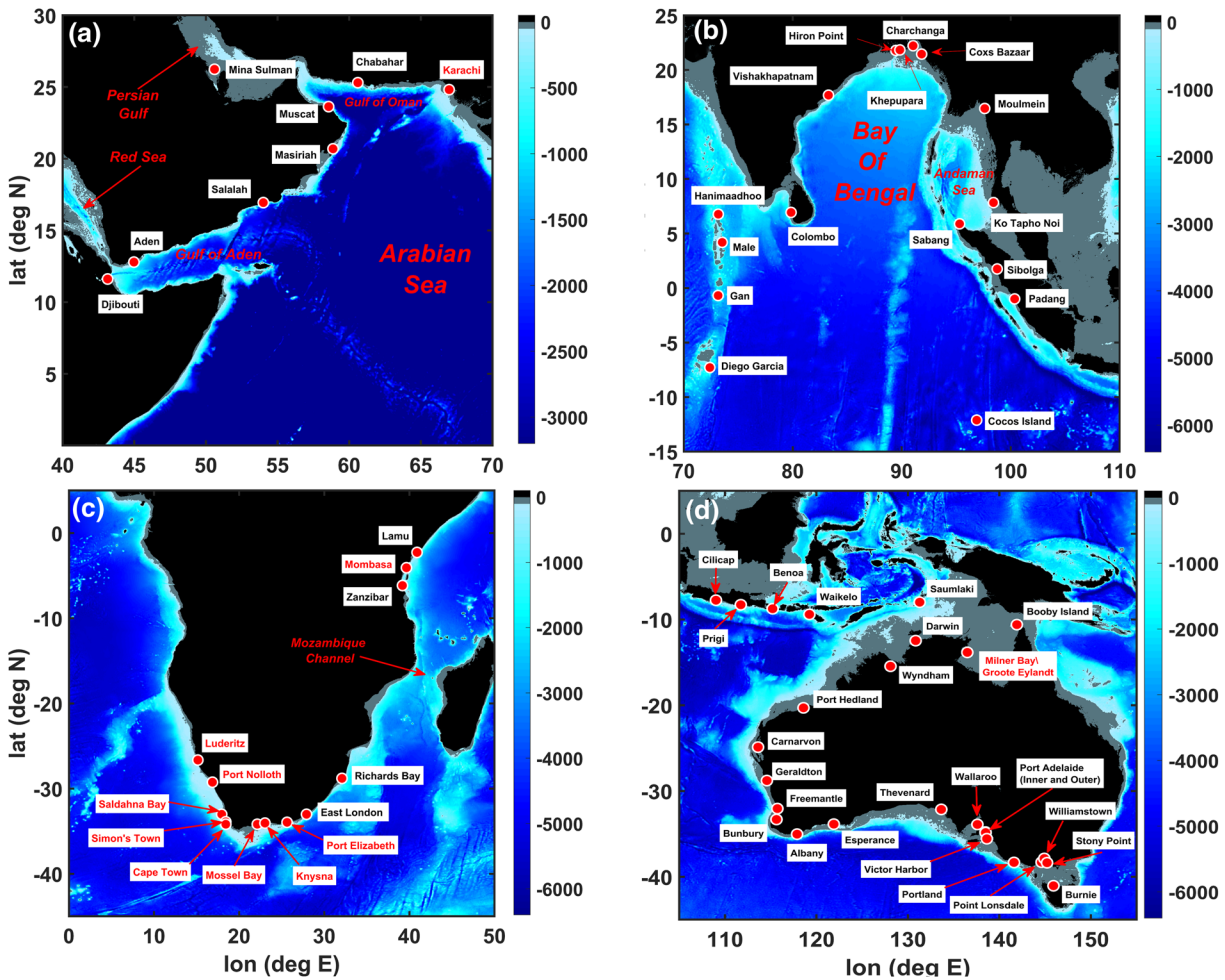 (a)
30
25
20
15
10
5
40
45
50
55
60
65
70
lat (deg N)
Mina Sulman
Chabahar
Karachi
Persian
Gulf
Gulf of Oman
Muscat
Red Sea
Masiriah
Salalah
Aden
Gulf of Aden
Arabian
Sea
Djibouti
0
-500
-1000
-1500
-2000
-2500
-3000
(b)
25
20
15
10
5
0
-5
-10
-15
70
80
90
100
110
Hiron Point
Charchanga
Coxs Bazaar
Vishakhapatnam
Khepupara
Moulmein
Bay
Of
Bengal
Andaman
Sea
Hanimaadhoo
Colombo
Ko Tapho Noi
Male
Sabang
Sibolga
Gan
Padang
Diego Garcia
Cocos Island
0
-1000
-2000
-3000
-4000
-5000
-6000
(c)
0
-10
-20
-30
-40
0
10
20
30
40
50
lat (deg N)
lon (deg E)
Lamu
Mombasa
Zanzibar
Mozambique
Channel
Luderitz
Port Nolloth
Richards Bay
Saldahna Bay
East London
Simon's Town
Port Elizabeth
Cape Town
Mossel Bay
Knysna
0
-1000
-2000
-3000
-4000
-5000
-6000
(d)
0
-10
-20
-30
-40
110
120
130
140
150
lon (deg E)
Cilicap
Benoa
Waikelo
Saumlaki
Booby Island
Prigi
Darwin
Milner Bay\
Groote Eylandt
Wyndham
Port Hedland
Carnarvon
Port Adelaide
(Inner and Outer)
Wallaroo
Geraldton
Thevenard
Williamstown
Freemantle
Stony Point
Bunbury
Esperance
Albany
Victor Harbor
Portland
Point Lonsdale
Burnie
0
-1000
-2000
-3000
-4000
-5000
-6000